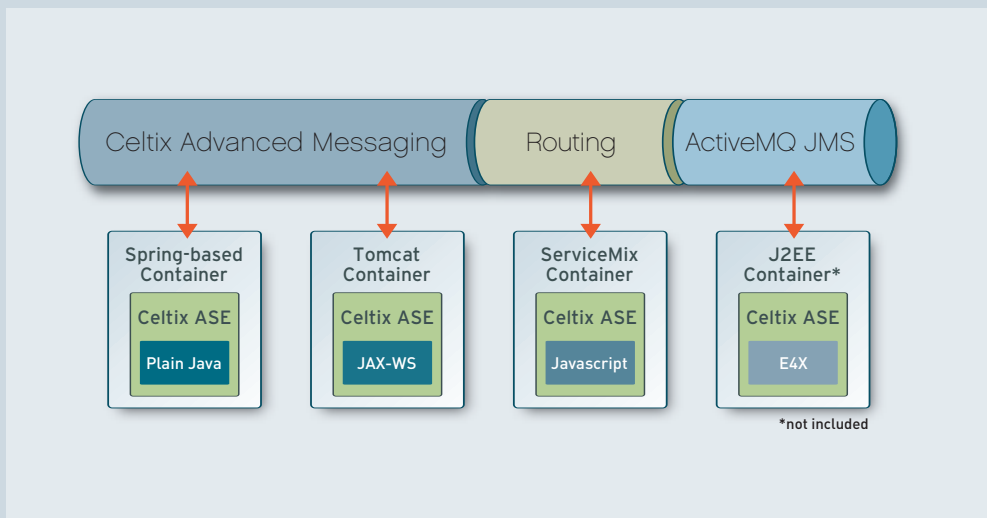 Celtix Advanced Messaging
Routing
ActiveMQ JMS
Spring-based
Container
Celtix ASE
Plain Java
Tomcat
Container
Celtix ASE
JAX-WS
ServiceMix
Container
Celtix ASE
Javascript
J2EE
Container*
Celtix ASE
E4X
*not included